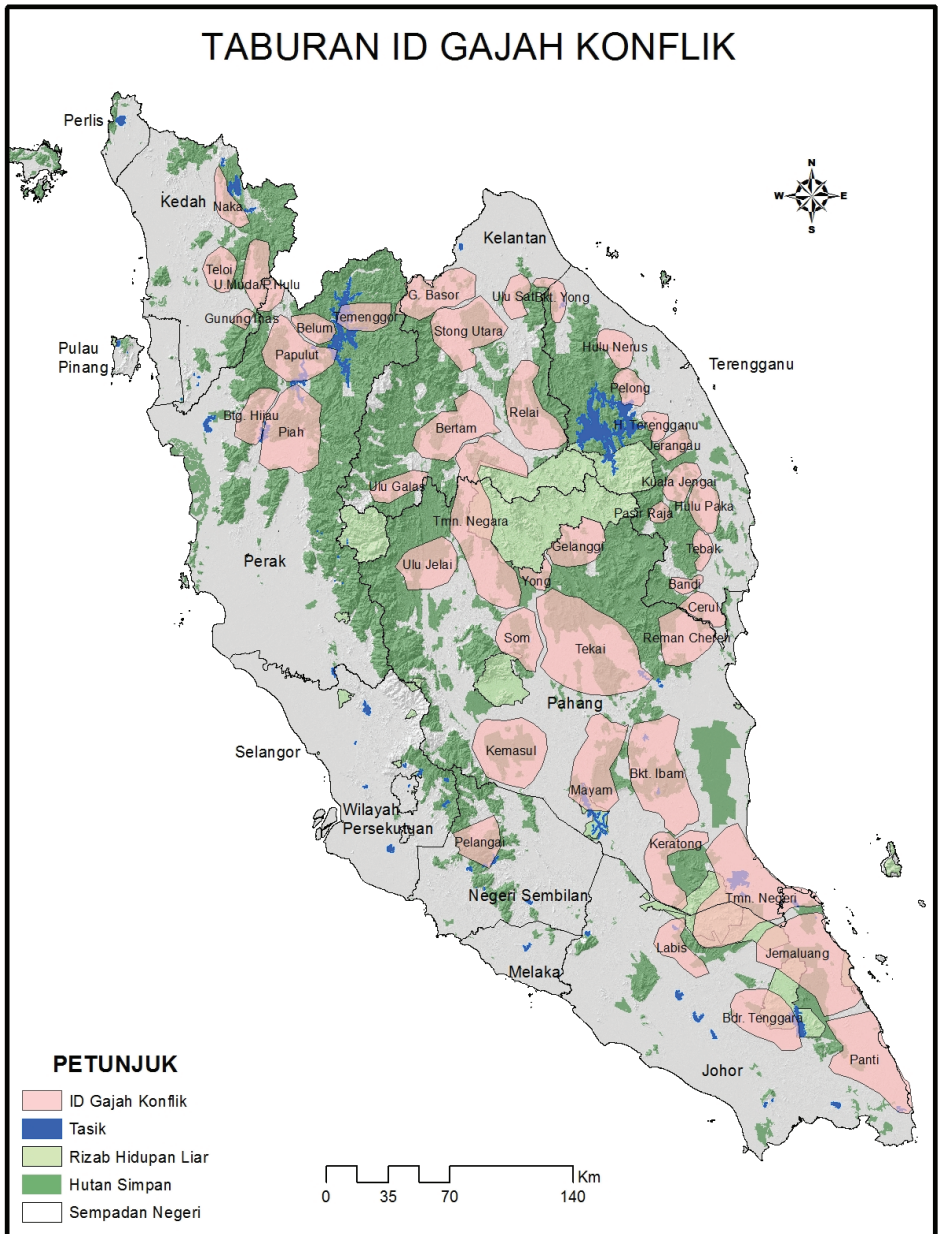 TABURAN ID GAJAH KONFLIK
Perlis
N
W E
S
Kedah
Naka
Kelantan
Teloi
U.Muda/P.Hulu
G. Basor
Ulu Sat
Bkt. Yong
Gunung Inas
Belum
Temenggor
Stong Utara
Pulau
Pinang
Papulut
Hulu Nerus
Terengganu
Pelong
Btg. Hijau
Piah
Bertam
Relai
H. Terengganu
Jerangau
Ulu Galas
Kuala Jengai
Tmn. Negara
Pasir Raja
Hulu Paka
Perak
Ulu Jelai
Gelanggi
Tebak
Yong
Bandi
Cerul
Som
Tekai
Reman Chereh
Pahang
Selangor
Kemasul
Mayam
Bkt. Ibam
Wilayah
Persekutuan
Pelangai
Keratong
Negeri Sembilan
Tmn. Negeri
Melaka
Labis
Jemaluang
Bdr. Tenggara
Panti
Johor
PETUNJUK
ID Gajah Konflik
Tasik
Rizab Hidupan Liar
Hutan Simpan
Sempadan Negeri
Km
0 35 70 140